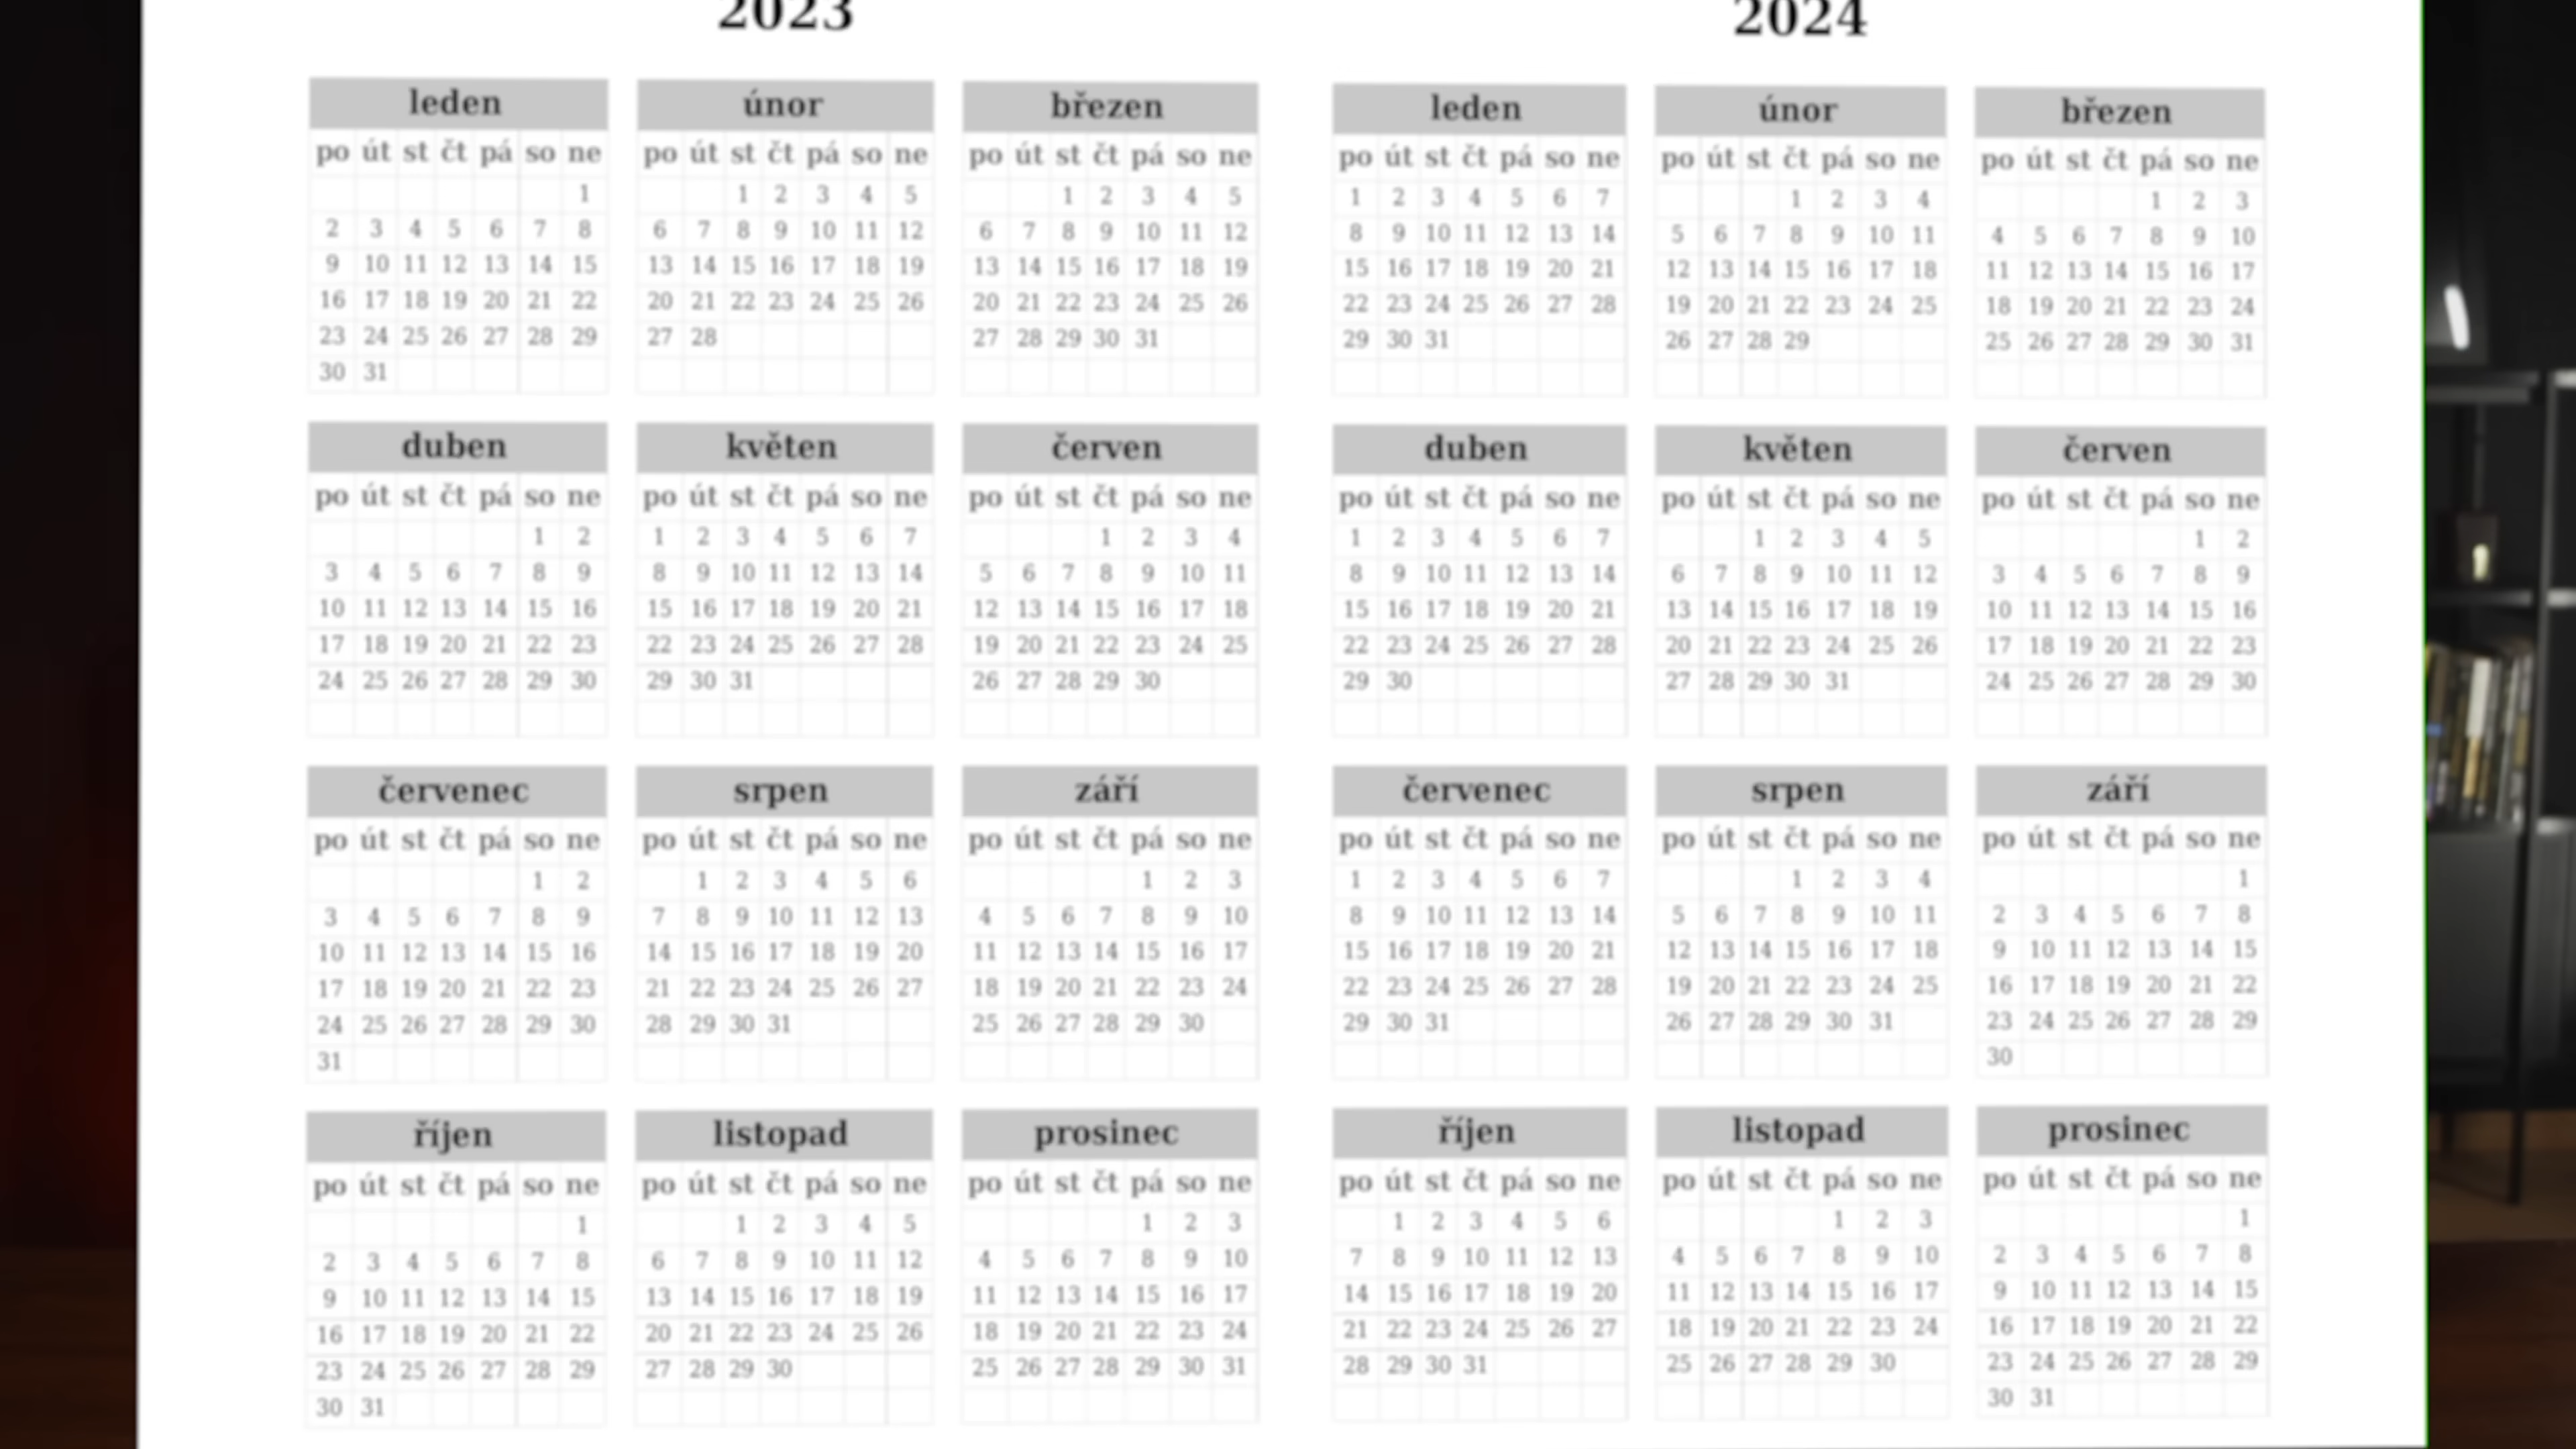 2023
leden
po út st čt pá so ne
1
2 3 4 5 6 7 8
9 10 11 12 13 14 15
16 17 18 19 20 21 22
23 24 25 26 27 28 29
30 31
únor
po út st čt pá so ne
1 2 3 4 5
6 7 8 9 10 11 12
13 14 15 16 17 18 19
20 21 22 23 24 25 26
27 28
březen
po út st čt pá so ne
1 2 3 4 5
6 7 8 9 10 11 12
13 14 15 16 17 18 19
20 21 22 23 24 25 26
27 28 29 30 31
duben
po út st čt pá so ne
1 2
3 4 5 6 7 8 9
10 11 12 13 14 15 16
17 18 19 20 21 22 23
24 25 26 27 28 29 30
květen
po út st čt pá so ne
1 2 3 4 5 6 7
8 9 10 11 12 13 14
15 16 17 18 19 20 21
22 23 24 25 26 27 28
29 30 31
červen
po út st čt pá so ne
1 2 3 4
5 6 7 8 9 10 11
12 13 14 15 16 17 18
19 20 21 22 23 24 25
26 27 28 29 30
červenec
po út st čt pá so ne
1 2
3 4 5 6 7 8 9
10 11 12 13 14 15 16
17 18 19 20 21 22 23
24 25 26 27 28 29 30
31
srpen
po út st čt pá so ne
1 2 3 4 5 6
7 8 9 10 11 12 13
14 15 16 17 18 19 20
21 22 23 24 25 26 27
28 29 30 31
září
po út st čt pá so ne
1 2 3
4 5 6 7 8 9 10
11 12 13 14 15 16 17
18 19 20 21 22 23 24
25 26 27 28 29 30
říjen
po út st čt pá so ne
1
2 3 4 5 6 7 8
9 10 11 12 13 14 15
16 17 18 19 20 21 22
23 24 25 26 27 28 29
30 31
listopad
po út st čt pá so ne
1 2 3 4 5
6 7 8 9 10 11 12
13 14 15 16 17 18 19
20 21 22 23 24 25 26
27 28 29 30
prosinec
po út st čt pá so ne
1 2 3
4 5 6 7 8 9 10
11 12 13 14 15 16 17
18 19 20 21 22 23 24
25 26 27 28 29 30 31
2024
leden
po út st čt pá so ne
1 2 3 4 5 6 7
8 9 10 11 12 13 14
15 16 17 18 19 20 21
22 23 24 25 26 27 28
29 30 31
únor
po út st čt pá so ne
1 2 3 4
5 6 7 8 9 10 11
12 13 14 15 16 17 18
19 20 21 22 23 24 25
26 27 28 29
březen
po út st čt pá so ne
1 2 3
4 5 6 7 8 9 10
11 12 13 14 15 16 17
18 19 20 21 22 23 24
25 26 27 28 29 30 31
duben
po út st čt pá so ne
1 2 3 4 5 6 7
8 9 10 11 12 13 14
15 16 17 18 19 20 21
22 23 24 25 26 27 28
29 30
květen
po út st čt pá so ne
1 2 3 4 5
6 7 8 9 10 11 12
13 14 15 16 17 18 19
20 21 22 23 24 25 26
27 28 29 30 31
červen
po út st čt pá so ne
1 2
3 4 5 6 7 8 9
10 11 12 13 14 15 16
17 18 19 20 21 22 23
24 25 26 27 28 29 30
červenec
po út st čt pá so ne
1 2 3 4 5 6 7
8 9 10 11 12 13 14
15 16 17 18 19 20 21
22 23 24 25 26 27 28
29 30 31
srpen
po út st čt pá so ne
1 2 3 4
5 6 7 8 9 10 11
12 13 14 15 16 17 18
19 20 21 22 23 24 25
26 27 28 29 30 31
září
po út st čt pá so ne
1
2 3 4 5 6 7 8
9 10 11 12 13 14 15
16 17 18 19 20 21 22
23 24 25 26 27 28 29
30
říjen
po út st čt pá so ne
1 2 3 4 5 6
7 8 9 10 11 12 13
14 15 16 17 18 19 20
21 22 23 24 25 26 27
28 29 30 31
listopad
po út st čt pá so ne
1 2 3
4 5 6 7 8 9 10
11 12 13 14 15 16 17
18 19 20 21 22 23 24
25 26 27 28 29 30
prosinec
po út st čt pá so ne
1
2 3 4 5 6 7 8
9 10 11 12 13 14 15
16 17 18 19 20 21 22
23 24 25 26 27 28 29
30 31